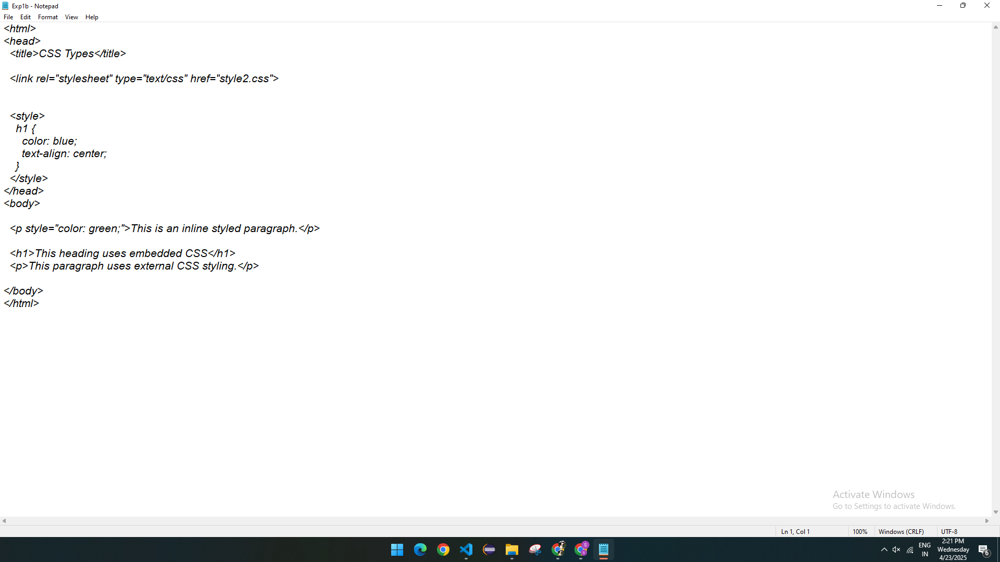 Exp1b - Notepad
File Edit Format View Help
<html>
<head>
  <title>CSS Types</title>
  <link rel="stylesheet" type="text/css" href="style2.css">
  <style>
    h1 {
      color: blue;
      text-align: center;
    }
  </style>
</head>
<body>
  <p style="color: green;">This is an inline styled paragraph.</p>
  <h1>This heading uses embedded CSS</h1>
  <p>This paragraph uses external CSS styling.</p>
</body>
</html>
Activate Windows
Go to Settings to activate Windows.
Ln 1, Col 1 100% Windows (CRLF) UTF-8
S
S
ENG
IN
2:21 PM
Wednesday
4/23/2025
6